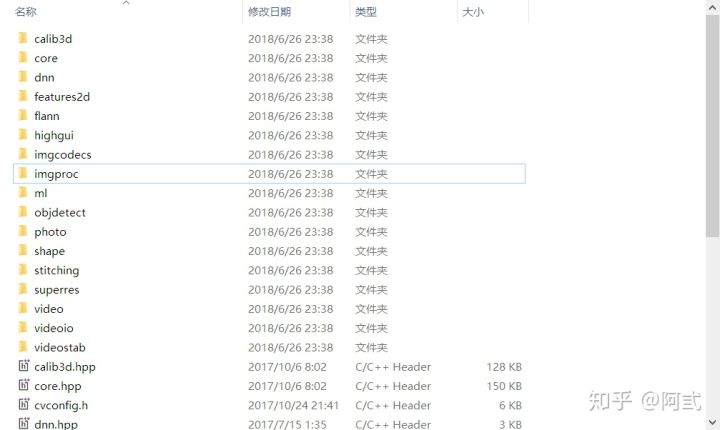 名称 修改日期 类型 大小
calib3d 2018/6/26 23:38 文件夹
core 2018/6/26 23:38 文件夹
dnn 2018/6/26 23:38 文件夹
features2d 2018/6/26 23:38 文件夹
flann 2018/6/26 23:38 文件夹
highgui 2018/6/26 23:38 文件夹
imgcodecs 2018/6/26 23:38 文件夹
imgproc 2018/6/26 23:38 文件夹
ml 2018/6/26 23:38 文件夹
objdetect 2018/6/26 23:38 文件夹
photo 2018/6/26 23:38 文件夹
shape 2018/6/26 23:38 文件夹
stitching 2018/6/26 23:38 文件夹
superres 2018/6/26 23:38 文件夹
video 2018/6/26 23:38 文件夹
videoio 2018/6/26 23:38 文件夹
videostab 2018/6/26 23:38 文件夹
calib3d.hpp 2017/10/6 8:02 C/C++ Header 128 KB
core.hpp 2017/10/6 8:02 C/C++ Header 150 KB
cvconfig.h 2017/10/24 21:41 C/C++ Header 6 KB
dnn.hpp 2017/7/15 1:35 C/C++ Header 3 KB
知乎 @阿弎